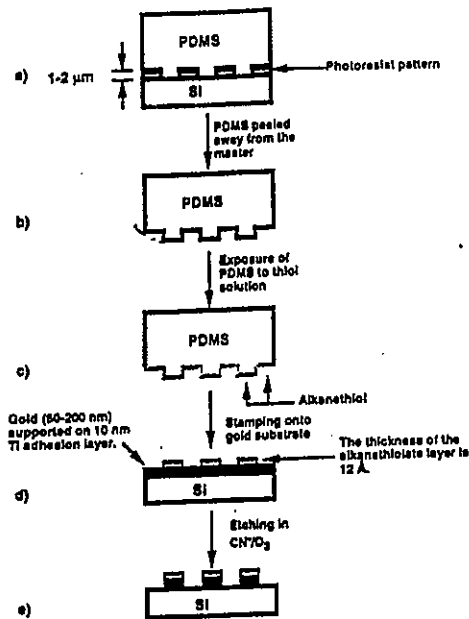 PDMS
a)
1-2 μm
Photoresist pattern
Si
PDMS peeled
away from the
master
b)
PDMS
Exposure of
PDMS to thiol
solution
c)
PDMS
Alkanethiol
Gold (50-200 nm)
supported on 10 nm
Ti adhesion layer.
Stamping onto
gold substrate
The thickness of the
alkanethiolate layer is
12 Å.
d)
Si
Etching in
CN⁻/O₂
e)
Si